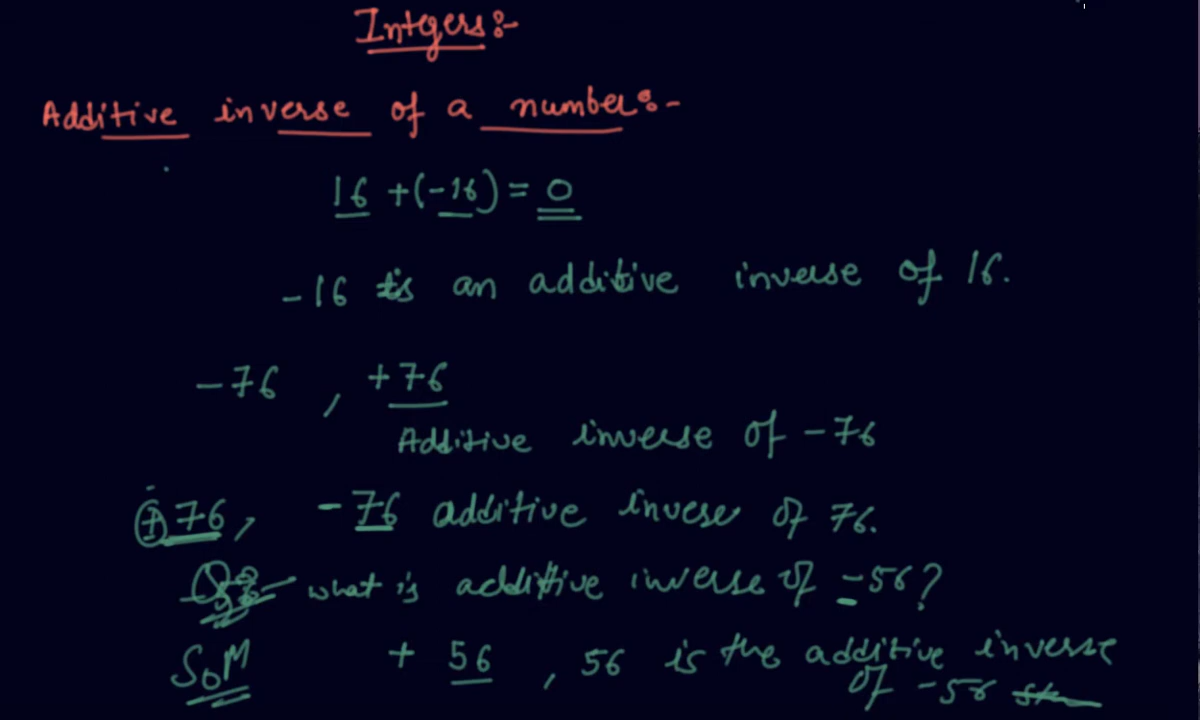 Integers:-
Additive inverse of a number:-
16 +(-16) = 0
-16 is an additive inverse of 16.
-76 , +76
Additive inverse of -76
+76, -76 additive inverse of 76.
what is additive inverse of -56?
+ 56 , 56 is the additive inverse
of -56